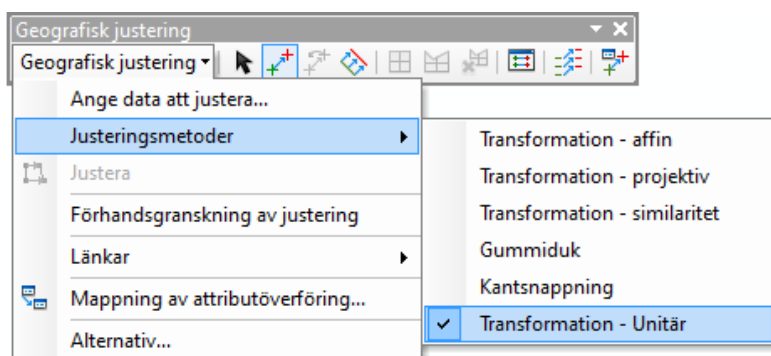 Geografisk justering
Geografisk justering
Ange data att justera...
Justeringsmetoder
Justera
Förhandsgranskning av justering
Länkar
Mappning av attributöverföring...
Alternativ...
Transformation - affin
Transformation - projektiv
Transformation - similaritet
Gummiduk
Kantsnappning
Transformation - Unitär